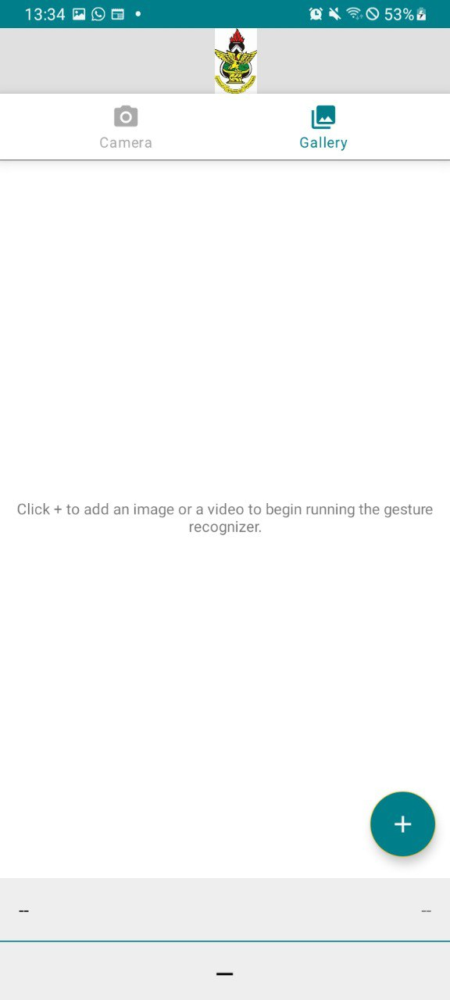 13:34
53%
Camera
Gallery
Click + to add an image or a video to begin running the gesture
recognizer.
+
--
--